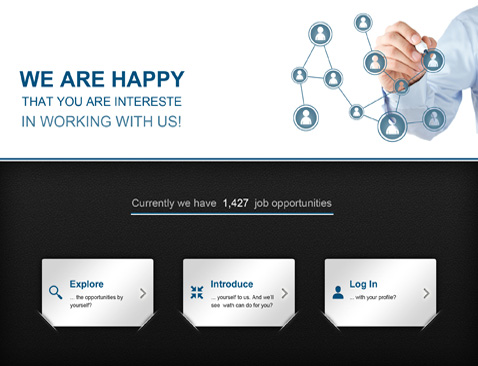 WE ARE HAPPY
THAT YOU ARE INTERESTE
IN WORKING WITH US!
Currently we have 1,427 job opportunities
Explore
... the opportunities by
yourself?
Introduce
... yourself to us. And we'll
see wath can do for you?
Log In
... with your profile?